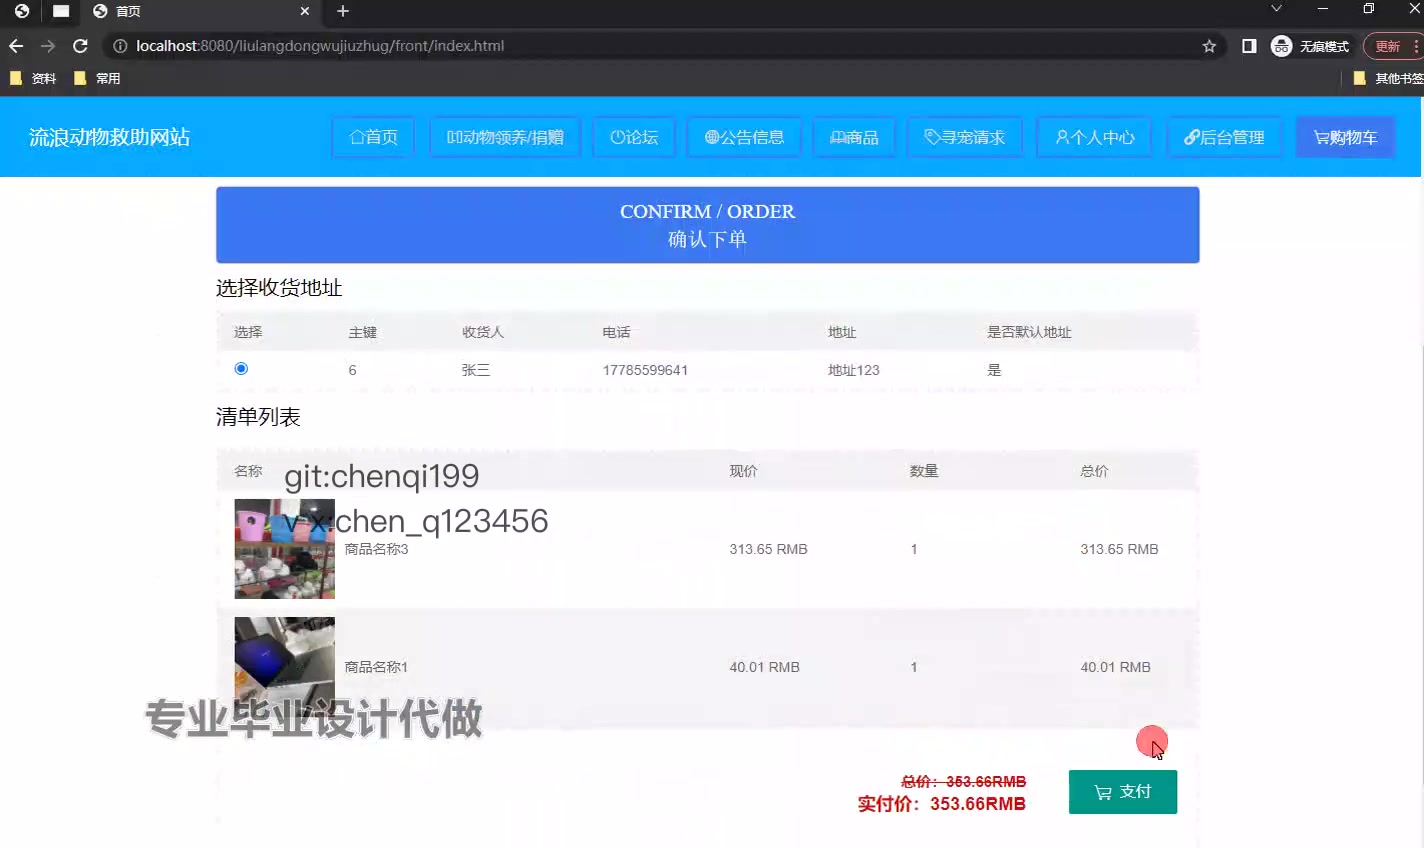 首页
localhost:8080/liulangdongwujiuzhug/front/index.html
无痕模式
更新
资料
常用
其他书签
流浪动物救助网站
首页
动物领养/捐赠
论坛
公告信息
商品
寻宠请求
个人中心
后台管理
购物车
CONFIRM / ORDER
确认下单
选择收货地址
选择 主键 收货人 电话 地址 是否默认地址
6 张三 17785599641 地址123 是
清单列表
名称 现价 数量 总价
git:chenqi199
v x:chen_q123456
商品名称3 313.65 RMB 1 313.65 RMB
商品名称1 40.01 RMB 1 40.01 RMB
专业毕业设计代做
总价：353.66RMB
实付价：353.66RMB
支付